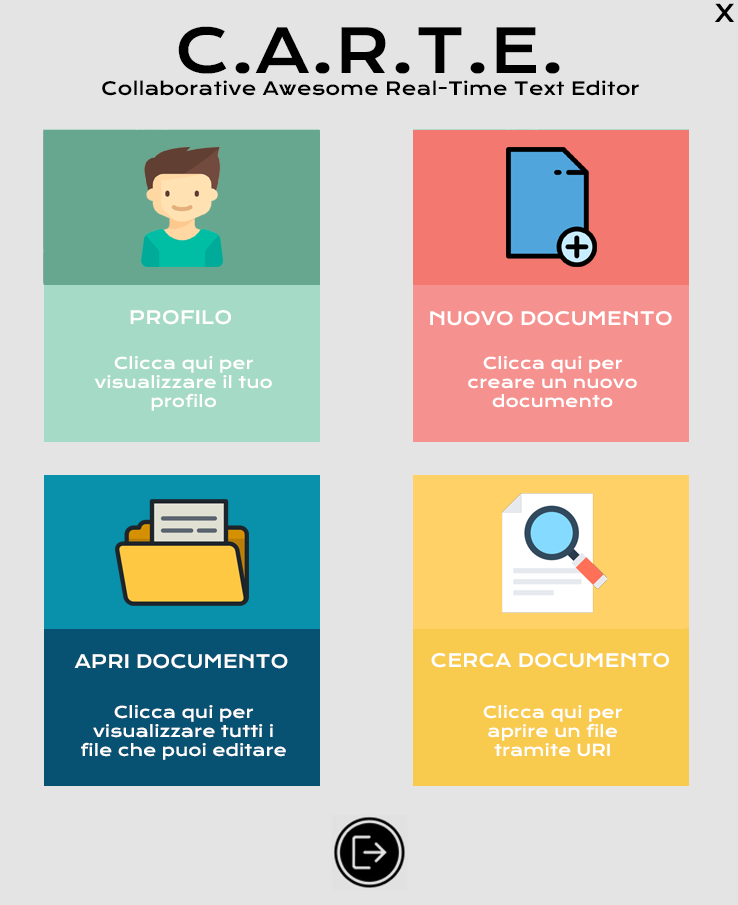 X
C.A.R.T.E.
Collaborative Awesome Real-Time Text Editor
PROFILO
Clicca qui per
visualizzare il tuo
profilo
NUOVO DOCUMENTO
Clicca qui per
creare un nuovo
documento
APRI DOCUMENTO
Clicca qui per
visualizzare tutti i
file che puoi editare
CERCA DOCUMENTO
Clicca qui per
aprire un file
tramite URI